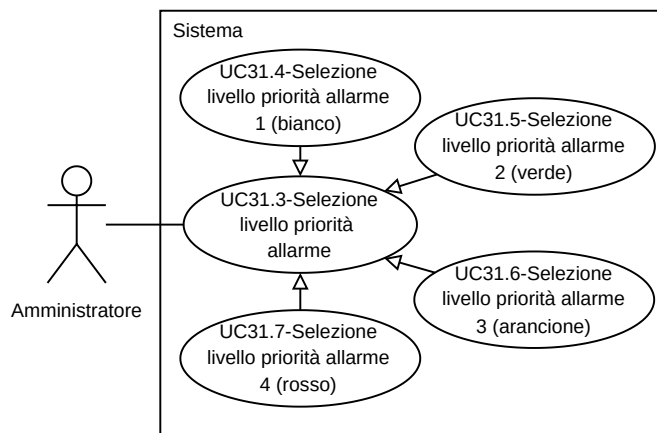 Sistema
UC31.4-Selezione
livello priorità allarme
1 (bianco)
UC31.5-Selezione
livello priorità allarme
2 (verde)
UC31.3-Selezione
livello priorità
allarme
UC31.6-Selezione
livello priorità allarme
3 (arancione)
Amministratore
UC31.7-Selezione
livello priorità allarme
4 (rosso)